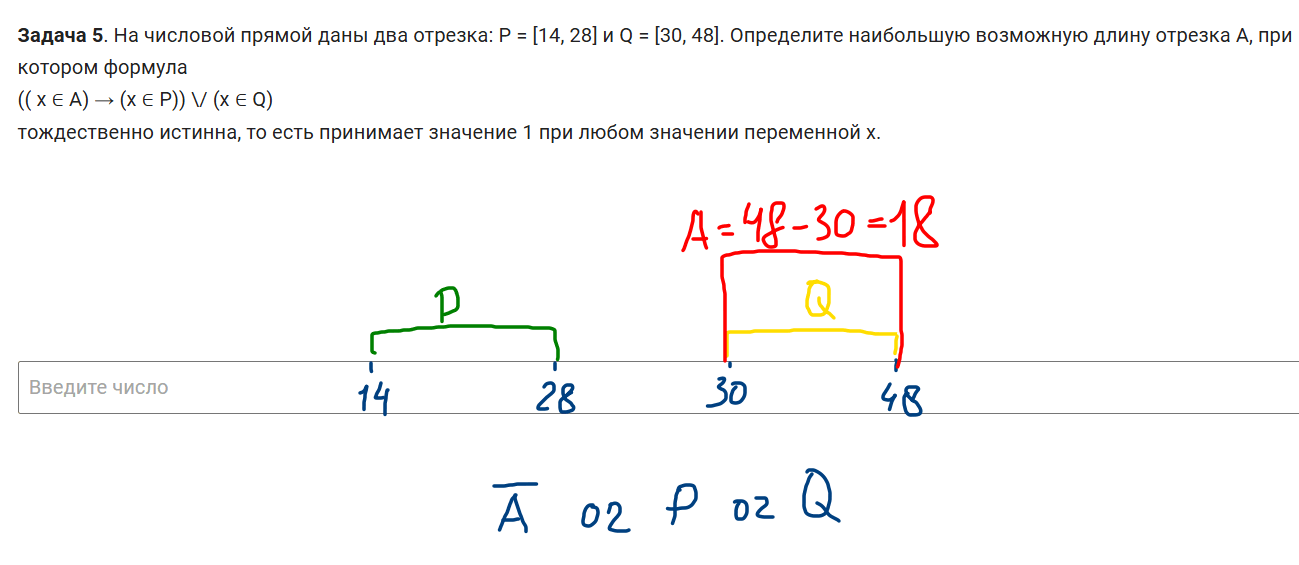 Задача 5. На числовой прямой даны два отрезка: P = [14, 28] и Q = [30, 48]. Определите наибольшую возможную длину отрезка A, при
котором формула
(( x ∈ A) → (x ∈ P)) \/ (x ∈ Q)
тождественно истинна, то есть принимает значение 1 при любом значении переменной x.
A = 48 - 30 = 18
P Q
Введите число
14 28 30 48
A̅ or P or Q